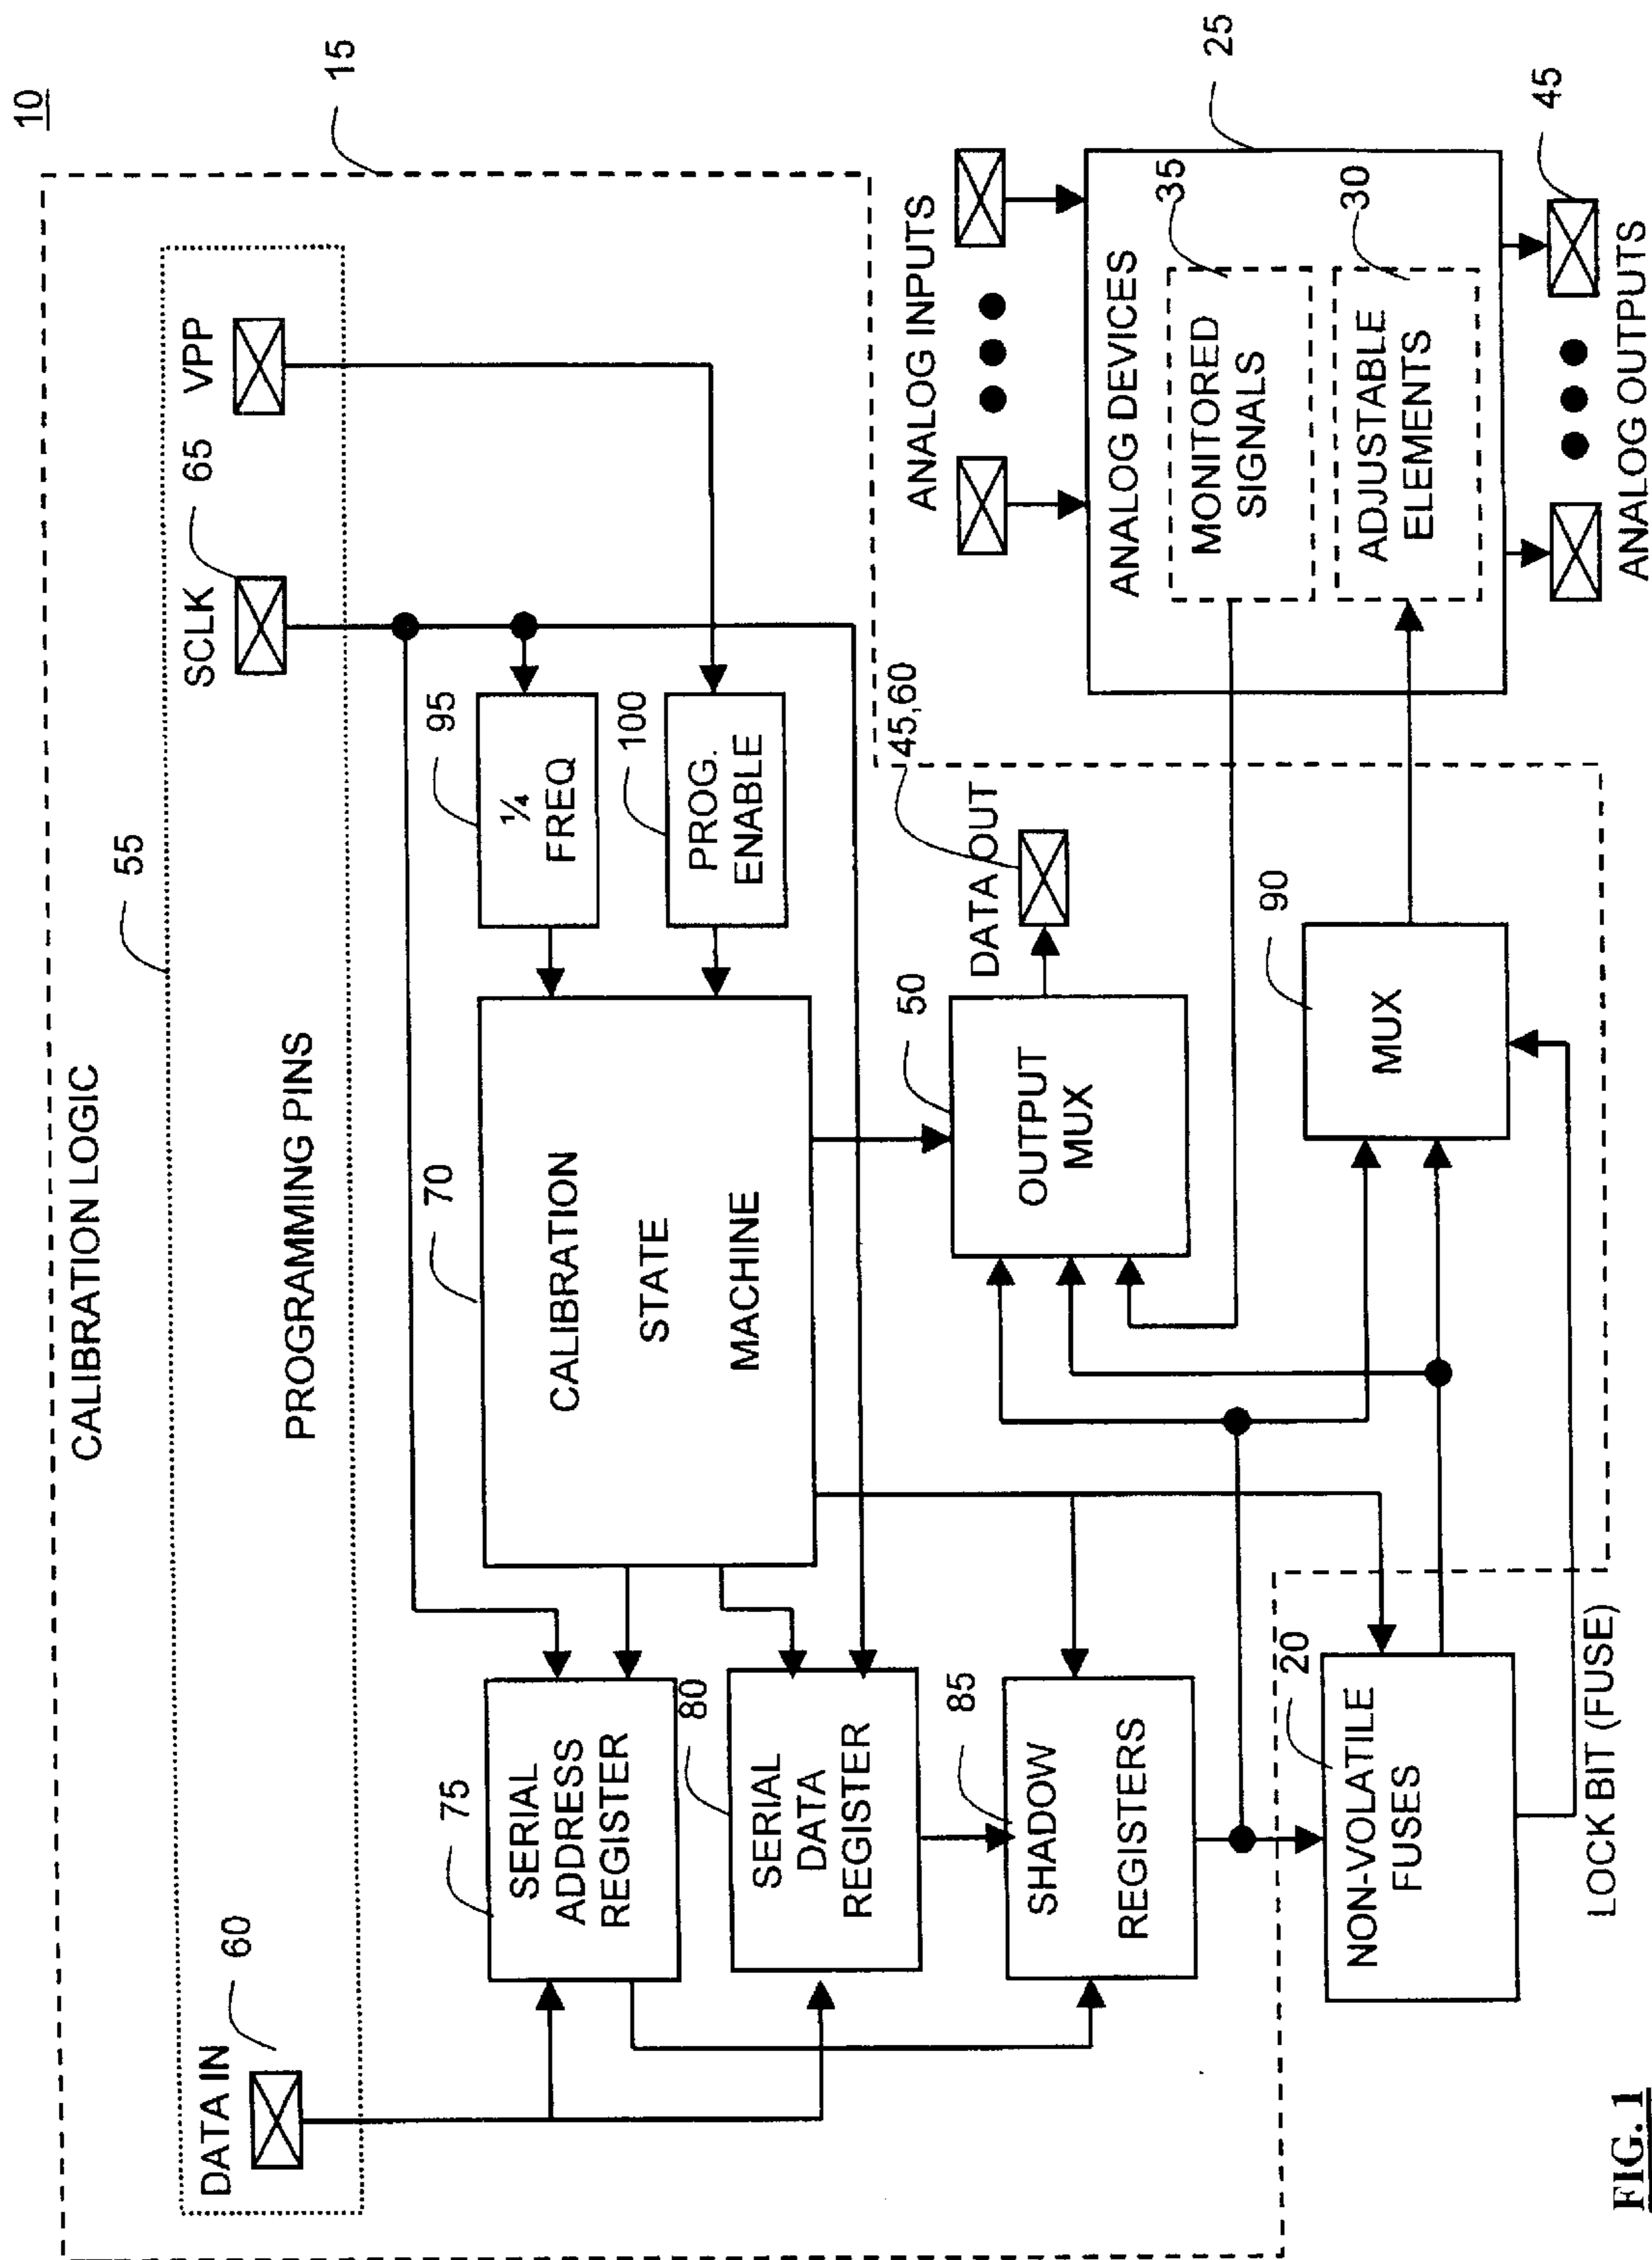 10
CALIBRATION LOGIC
15
55
PROGRAMMING PINS
DATA IN
60
SCLK
65
VPP
75
SERIAL
ADDRESS
REGISTER
80
SERIAL
DATA
REGISTER
85
SHADOW
REGISTERS
70
CALIBRATION
STATE
MACHINE
95
¼
FREQ
100
PROG.
ENABLE
50
OUTPUT
MUX
DATA OUT
45,60
90
MUX
20
NON-VOLATILE
FUSES
LOCK BIT (FUSE)
ANALOG INPUTS
25
ANALOG DEVICES
35
MONITORED
SIGNALS
30
ADJUSTABLE
ELEMENTS
45
ANALOG OUTPUTS
FIG. 1